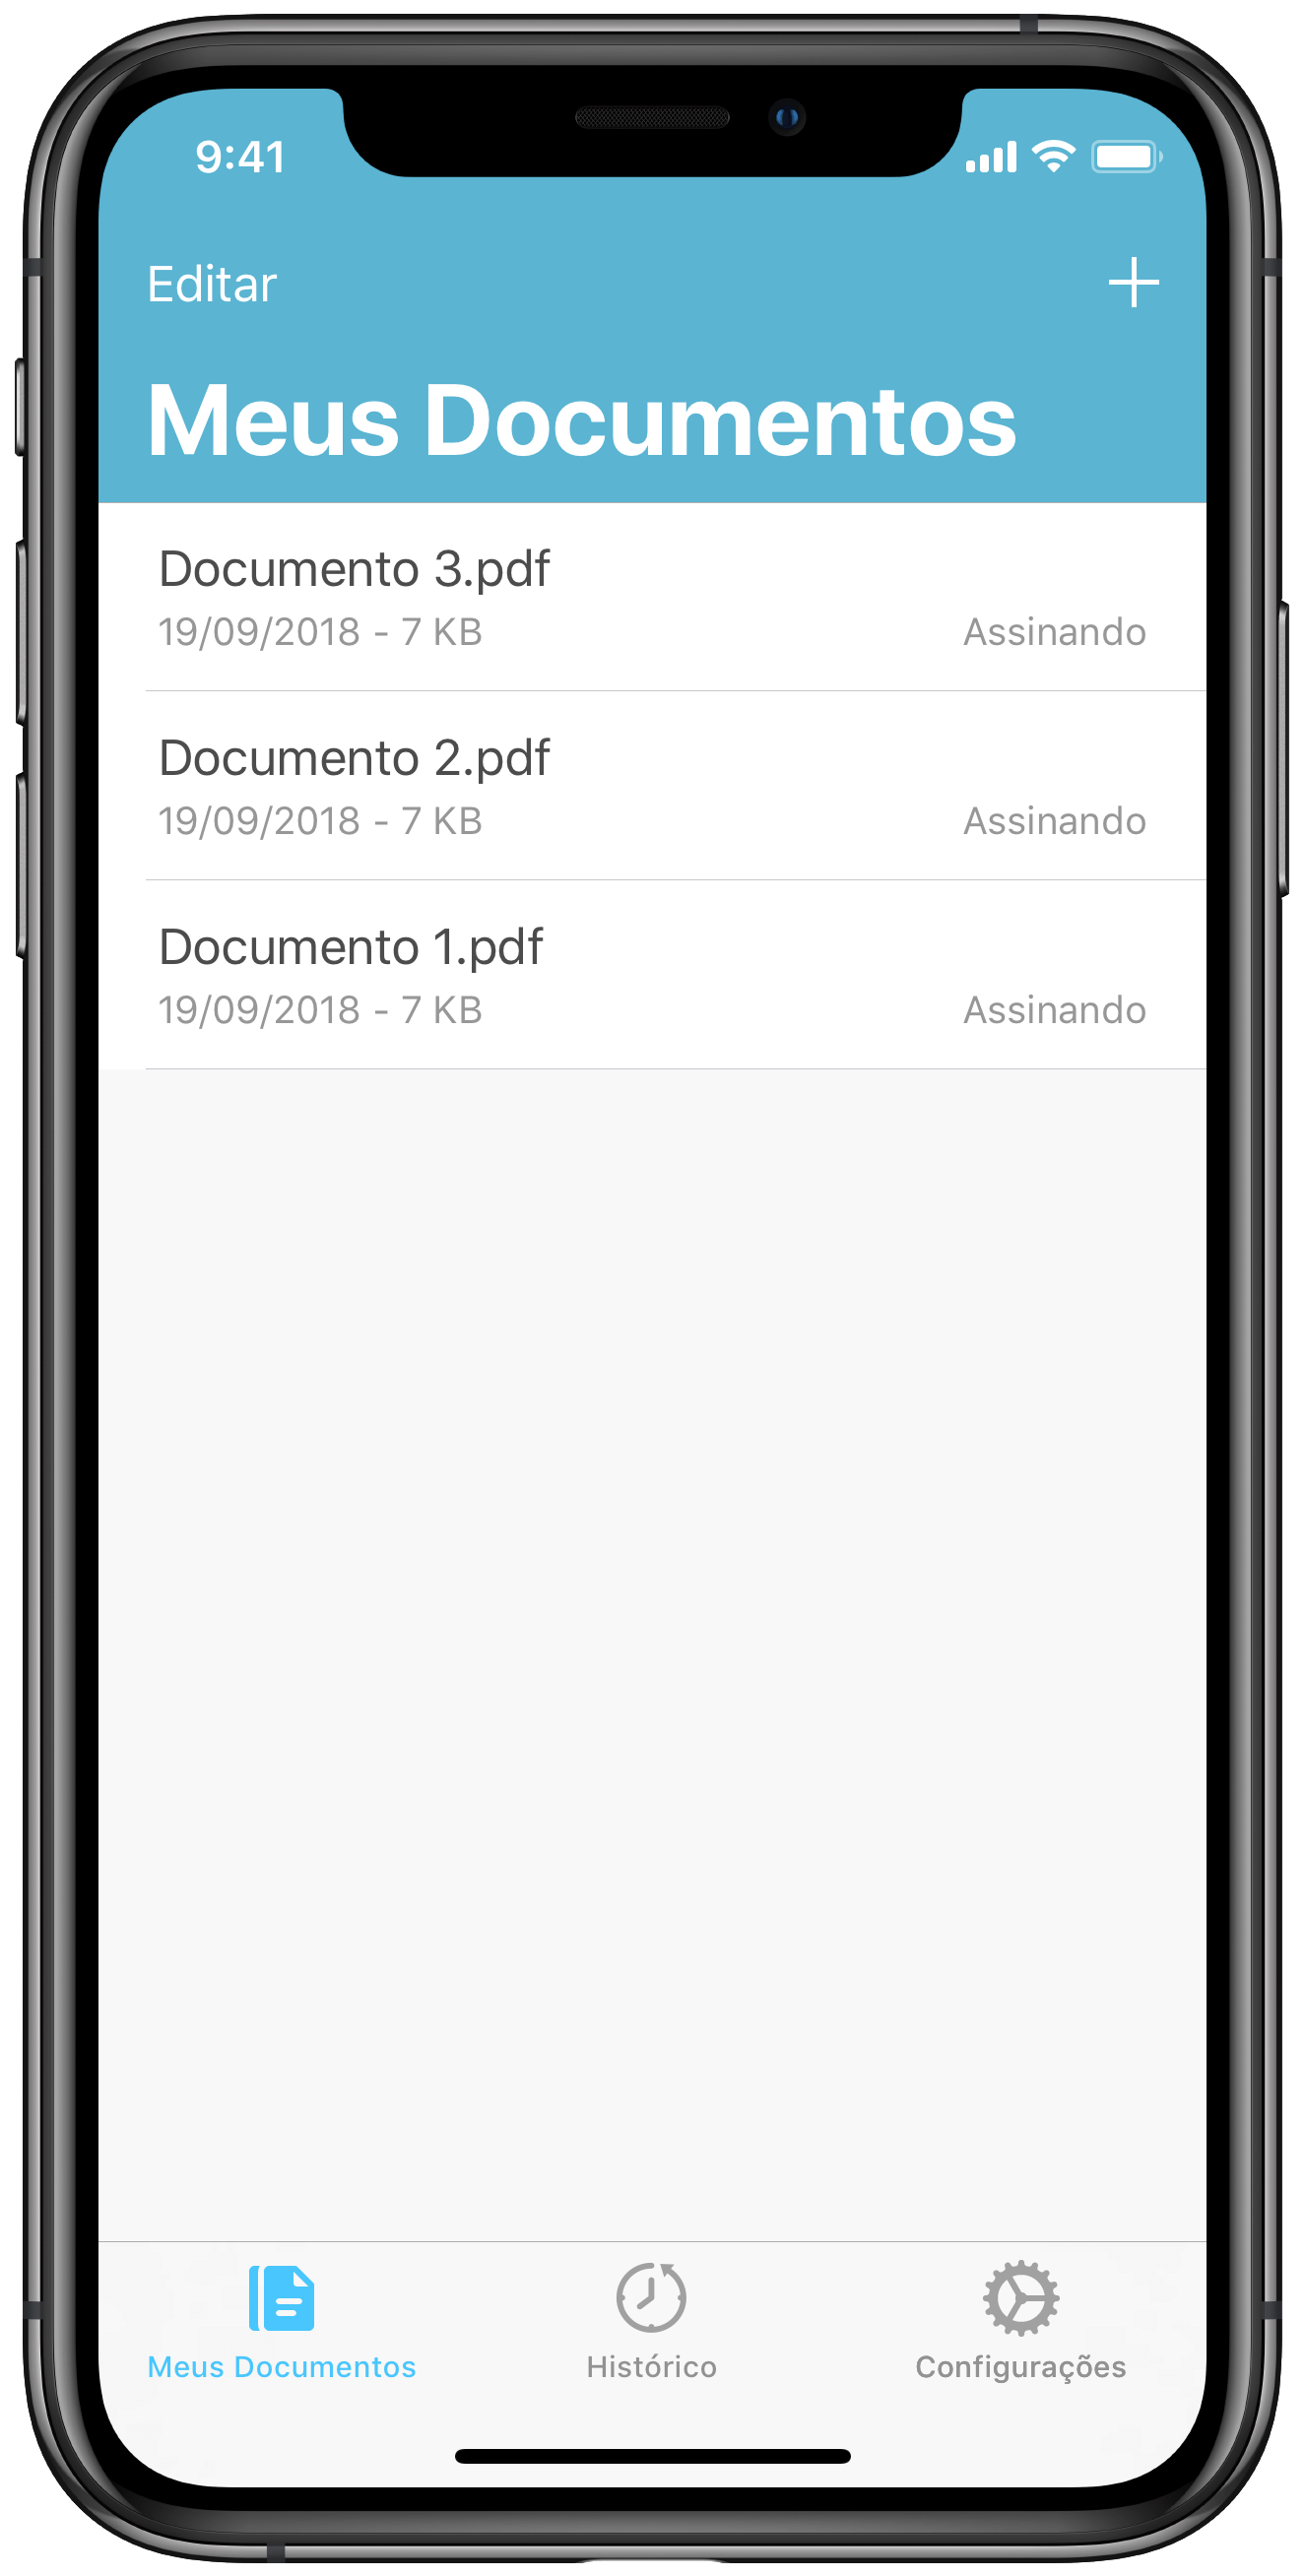 9:41
Editar
Meus Documentos
Documento 3.pdf
19/09/2018 - 7 KB Assinando
Documento 2.pdf
19/09/2018 - 7 KB Assinando
Documento 1.pdf
19/09/2018 - 7 KB Assinando
Meus Documentos Histórico Configurações